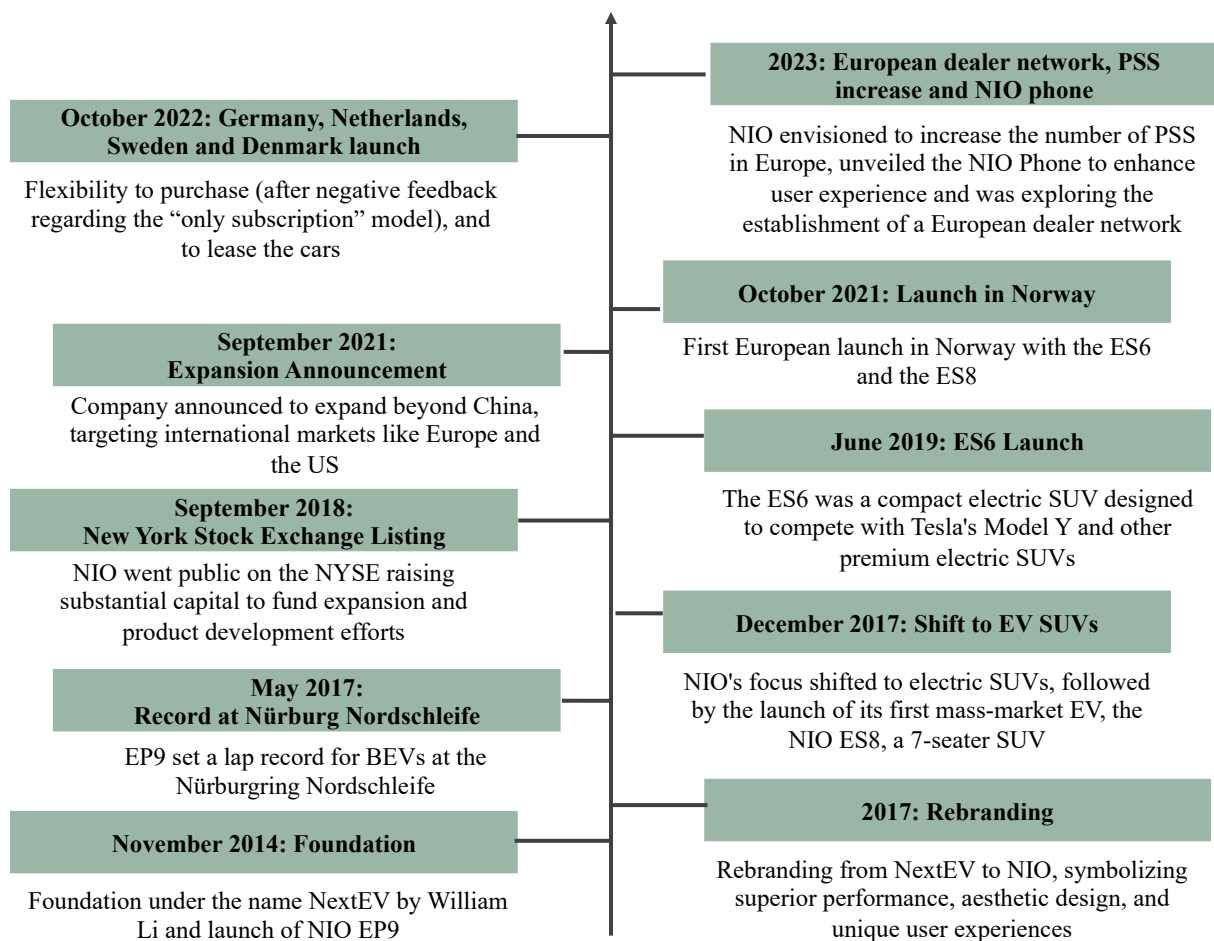 2023: European dealer network, PSS
increase and NIO phone
NIO envisioned to increase the number of PSS
in Europe, unveiled the NIO Phone to enhance
user experience and was exploring the
establishment of a European dealer network
October 2022: Germany, Netherlands,
Sweden and Denmark launch
Flexibility to purchase (after negative feedback
regarding the “only subscription” model), and
to lease the cars
October 2021: Launch in Norway
First European launch in Norway with the ES6
and the ES8
September 2021:
Expansion Announcement
Company announced to expand beyond China,
targeting international markets like Europe and
the US
June 2019: ES6 Launch
The ES6 was a compact electric SUV designed
to compete with Tesla's Model Y and other
premium electric SUVs
September 2018:
New York Stock Exchange Listing
NIO went public on the NYSE raising
substantial capital to fund expansion and
product development efforts
December 2017: Shift to EV SUVs
NIO's focus shifted to electric SUVs, followed
by the launch of its first mass-market EV, the
NIO ES8, a 7-seater SUV
May 2017:
Record at Nürburg Nordschleife
EP9 set a lap record for BEVs at the
Nürburgring Nordschleife
2017: Rebranding
Rebranding from NextEV to NIO, symbolizing
superior performance, aesthetic design, and
unique user experiences
November 2014: Foundation
Foundation under the name NextEV by William
Li and launch of NIO EP9